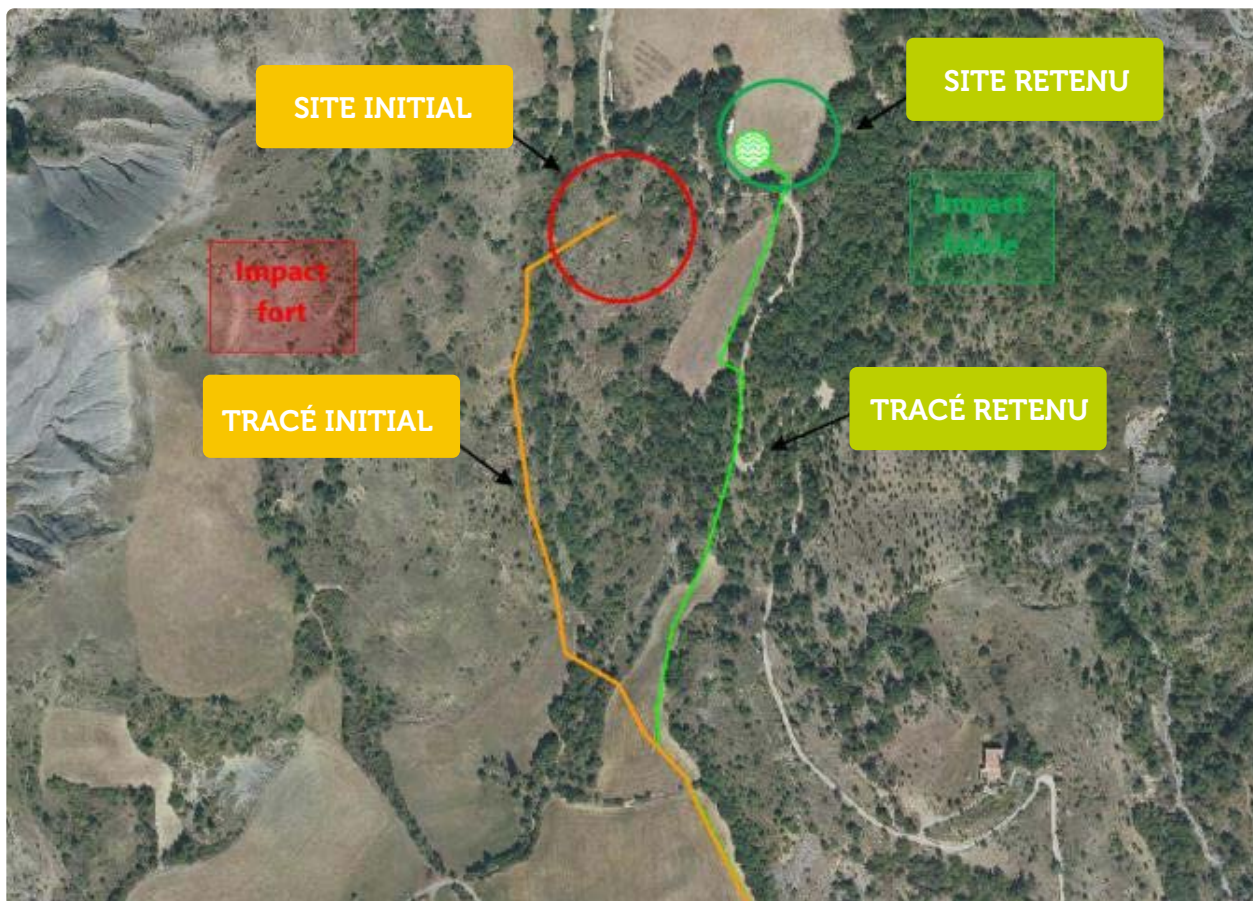 SITE INITIAL
SITE RETENU
Impact
fort
Impact
faible
TRACÉ INITIAL
TRACÉ RETENU